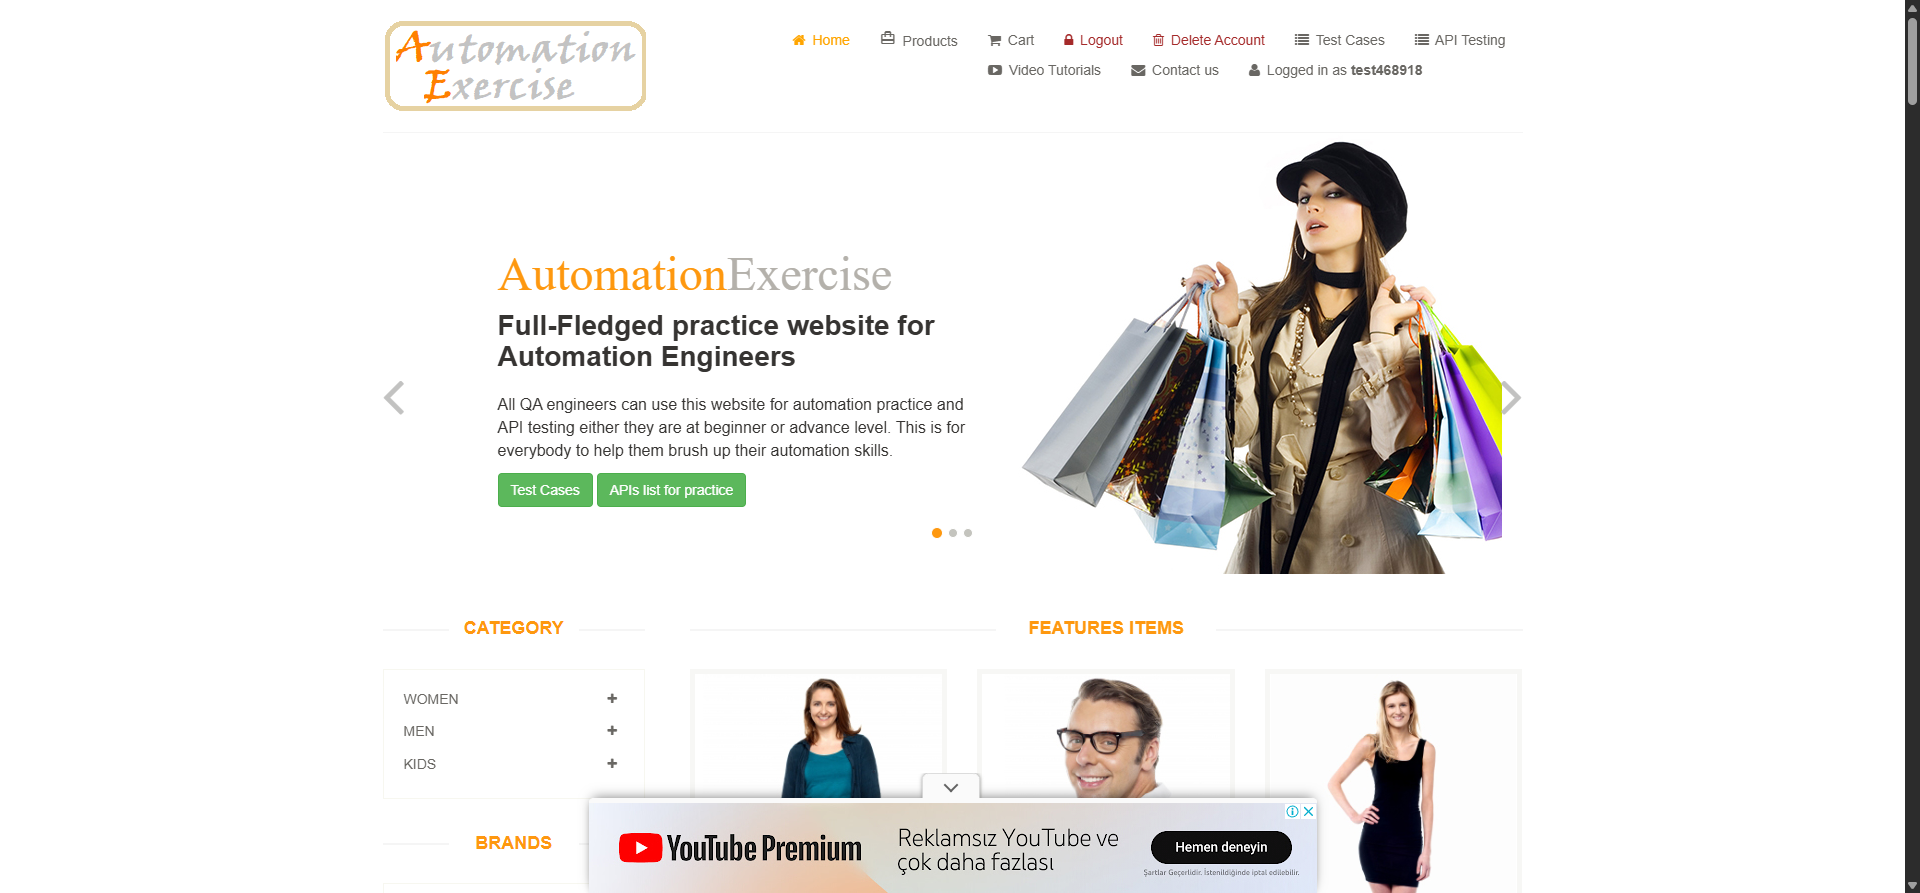 Automation
Exercise
Home
Products
Cart
Logout
Delete Account
Test Cases
API Testing
Video Tutorials
Contact us
Logged in as test468918
AutomationExercise
Full-Fledged practice website for
Automation Engineers
All QA engineers can use this website for automation practice and
API testing either they are at beginner or advance level. This is for
everybody to help them brush up their automation skills.
Test Cases
APIs list for practice
CATEGORY
WOMEN
MEN
KIDS
BRANDS
FEATURES ITEMS
YouTube Premium
Reklamsız YouTube ve
çok daha fazlası
Hemen deneyin
Şartlar Geçerlidir. İstenildiğinde iptal edilebilir.